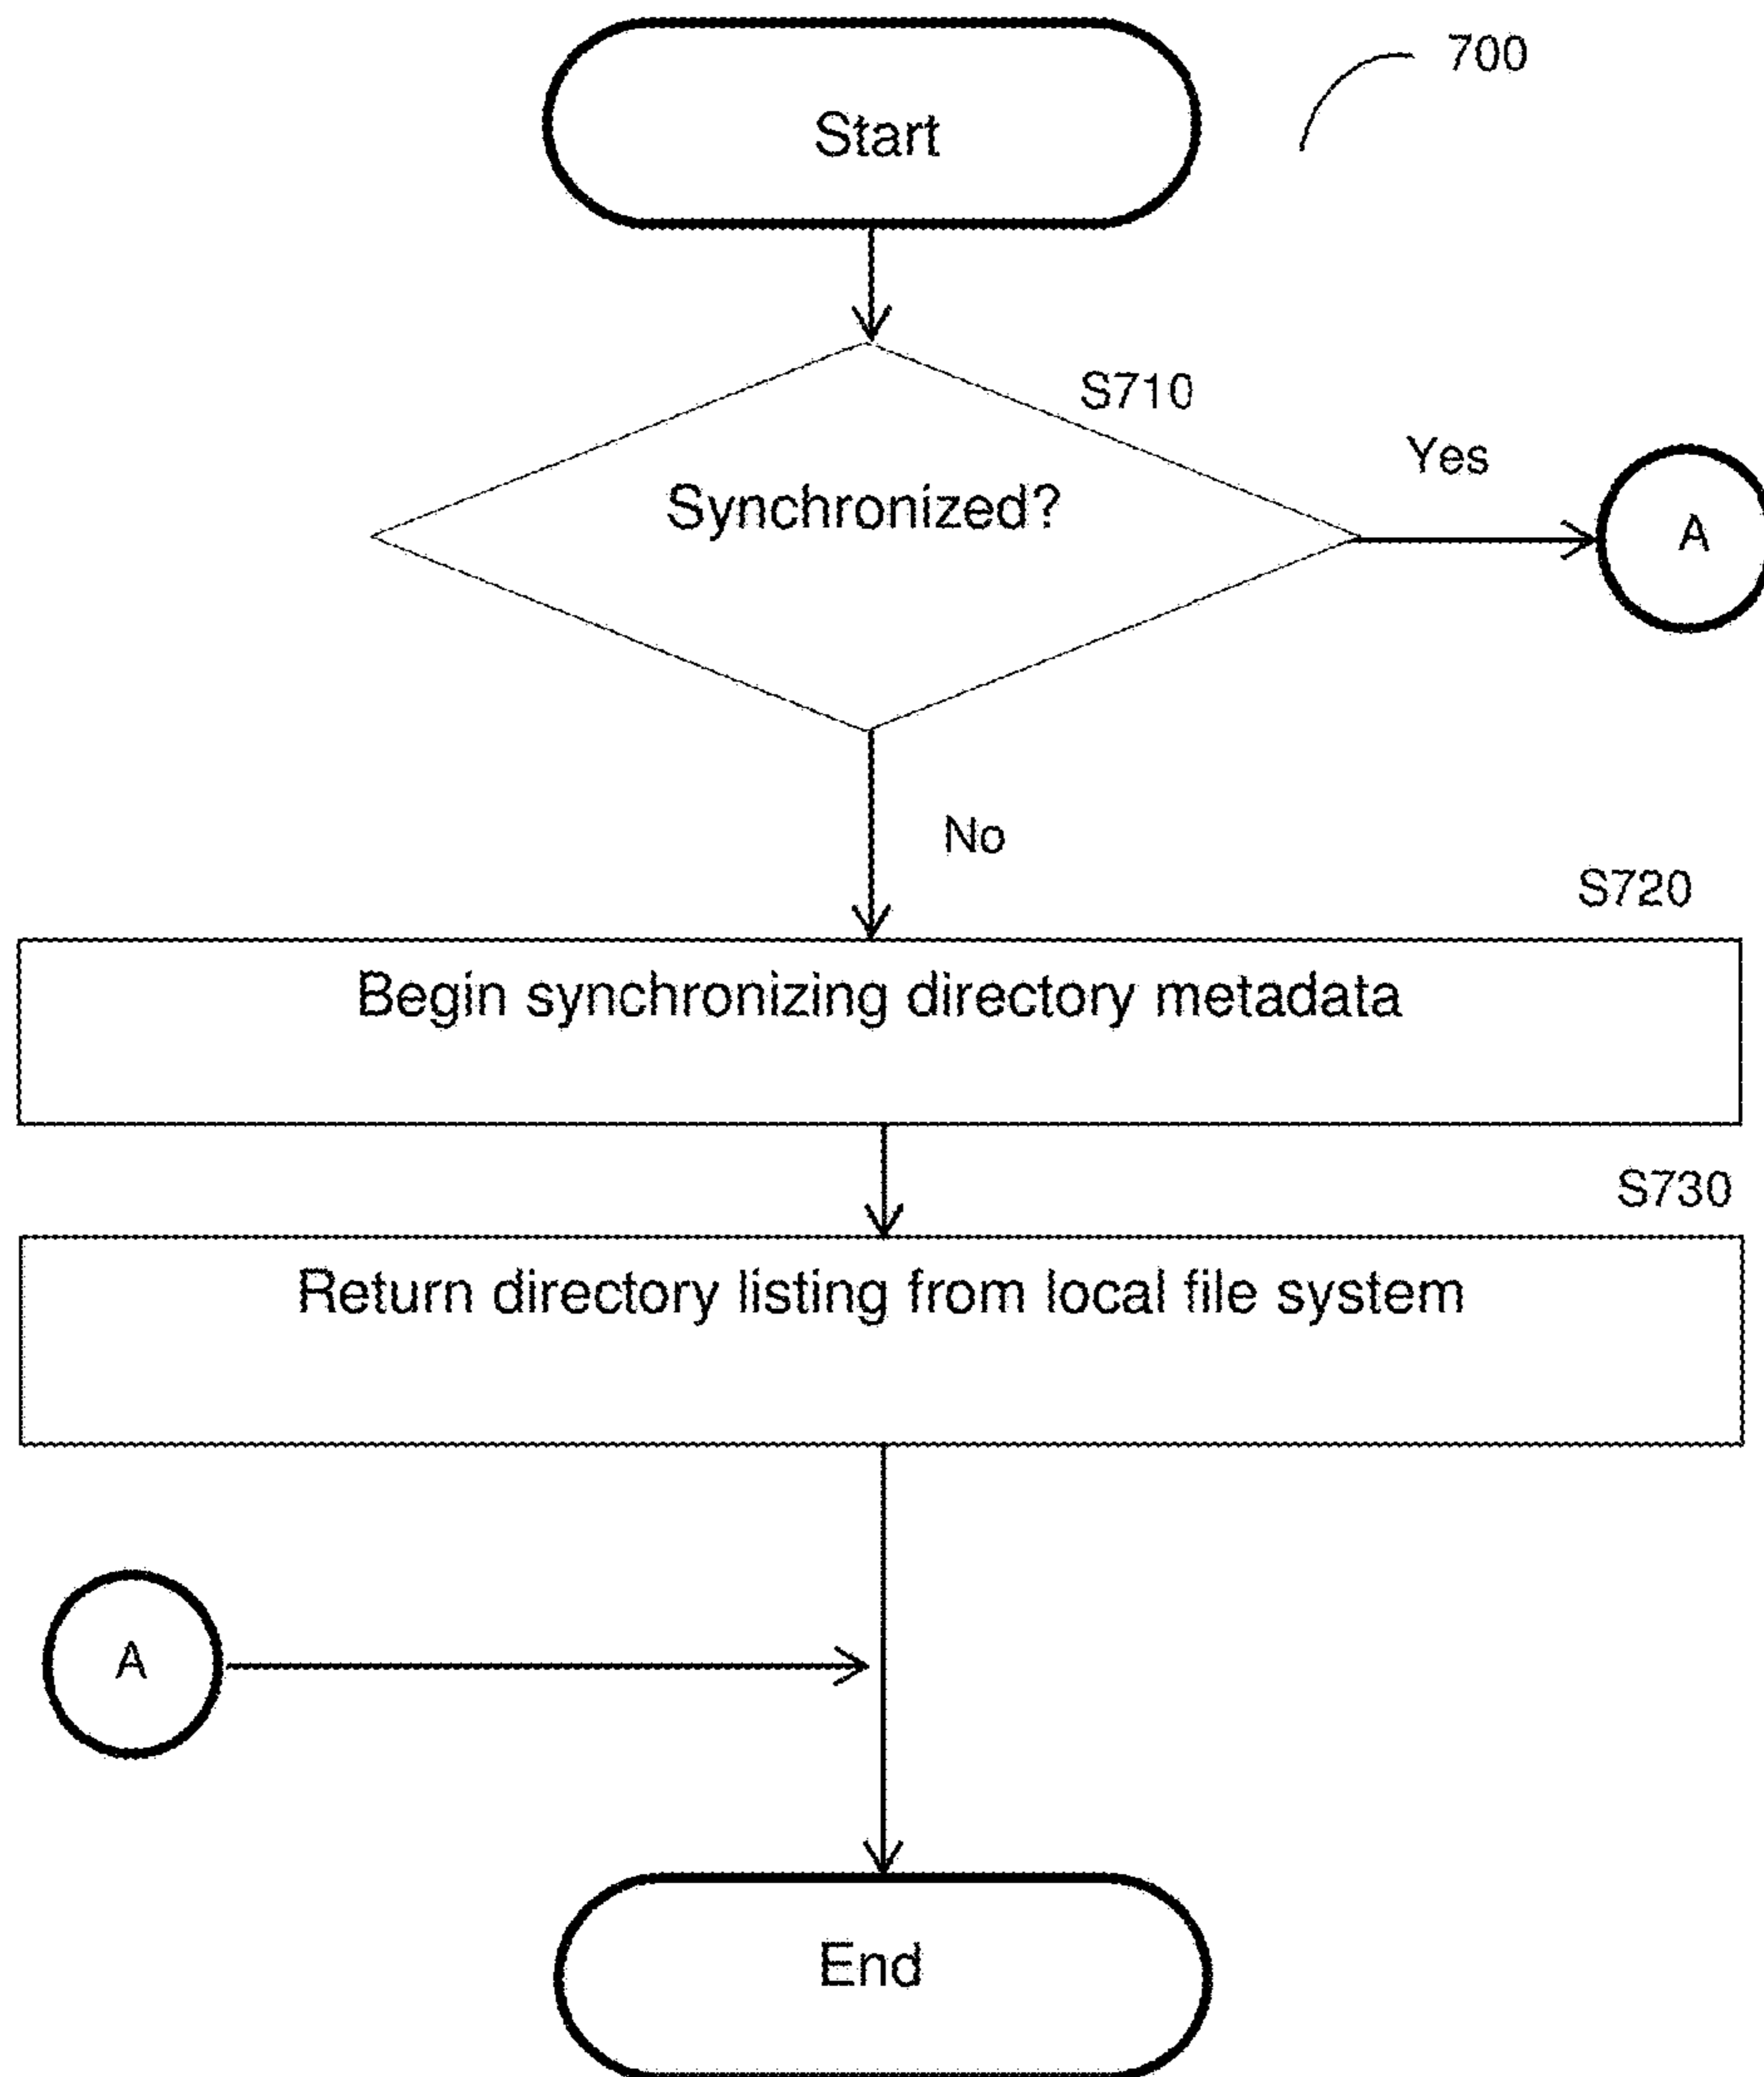 700
Start
S710
Synchronized?
Yes
A
No
S720
Begin synchronizing directory metadata
S730
Return directory listing from local file system
A
End